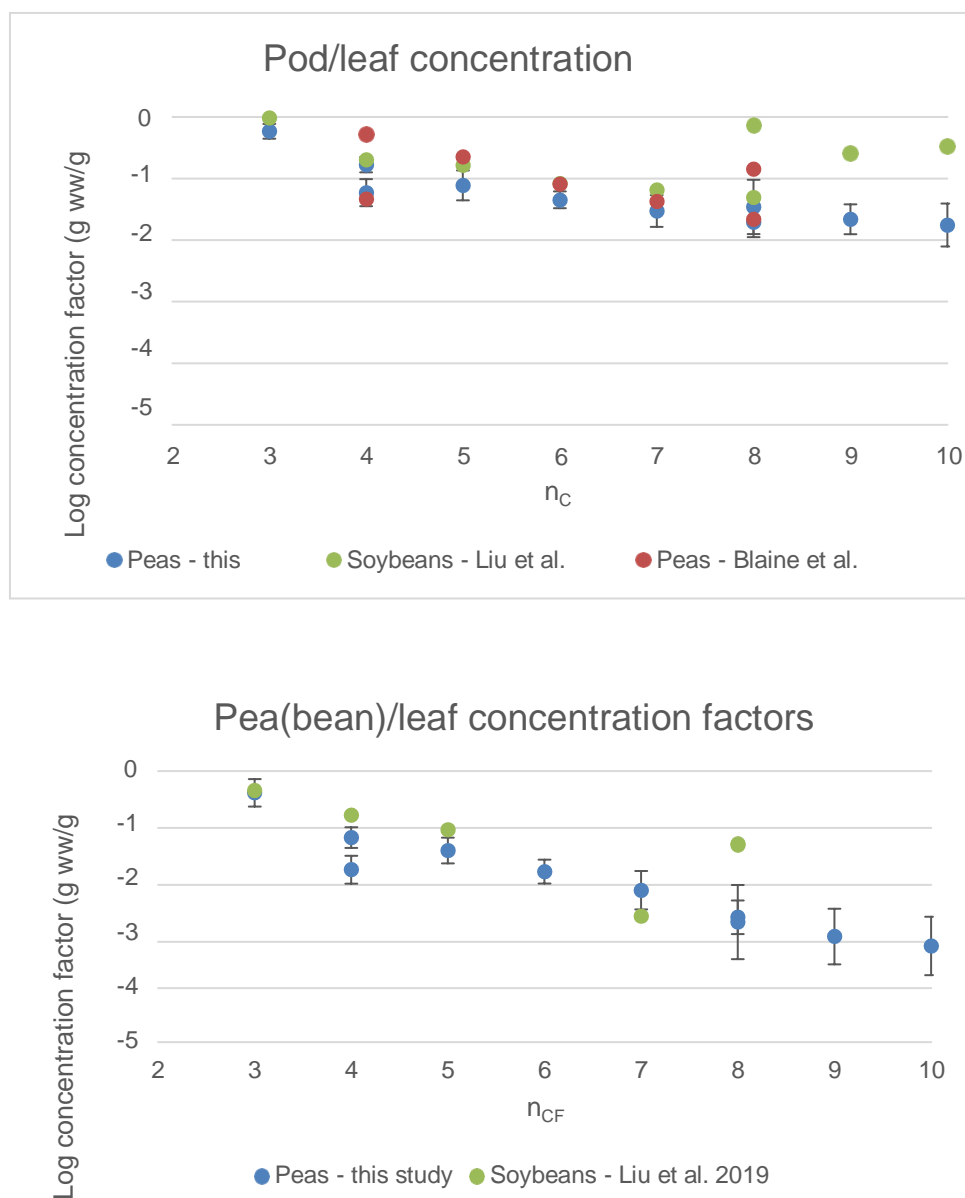 Pod/leaf concentration
Log concentration factor (g ww/g
0
-1
-2
-3
-4
-5
2 3 4 5 6 7 8 9 10
nC
Peas - this Soybeans - Liu et al. Peas - Blaine et al.
Pea(bean)/leaf concentration factors
Log concentration factor (g ww/g
0
-1
-2
-3
-4
-5
2 3 4 5 6 7 8 9 10
nCF
Peas - this study Soybeans - Liu et al. 2019